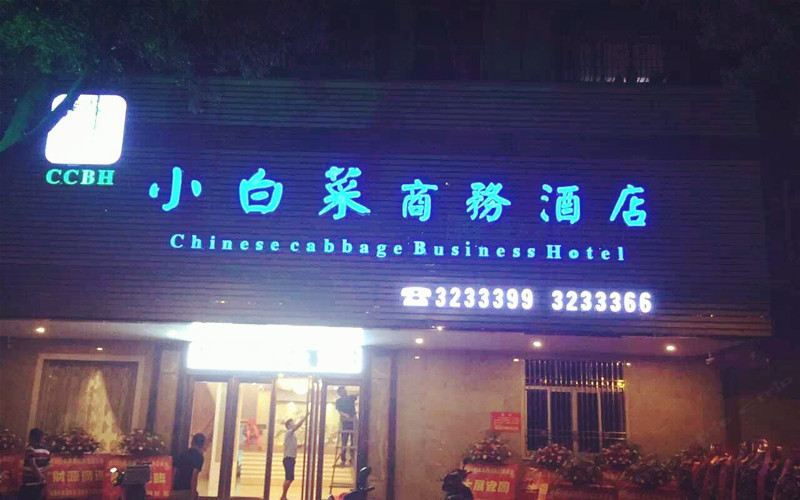 CCBH
小白菜商務酒店
Chinese cabbage Business Hotel
☎3233399 3233366